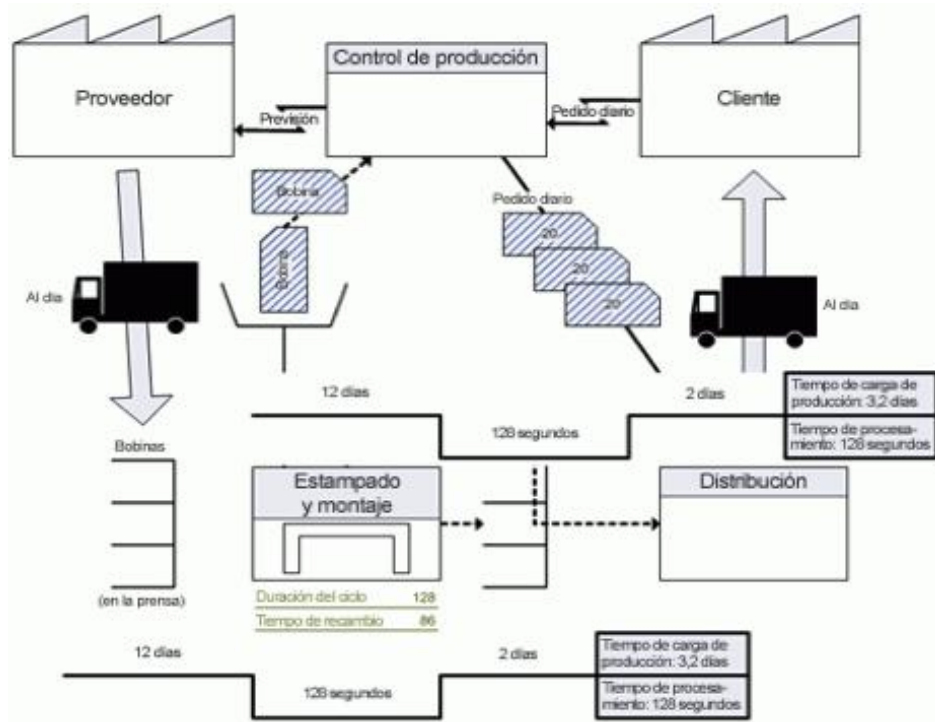 Proveedor
Control de producción
Cliente
Previsión
Pedido diario
Bobina
Bobina
Pedido diario
20
20
20
Al día
Al día
12 días
2 días
Tiempo de carga de
producción: 3,2 días
128 segundos
Tiempo de procesa-
miento: 128 segundos
Bobinas
Estampado
y montaje
Distribución
(en la prensa)
Duración del ciclo 128
Tiempo de recambio 86
12 días
2 días
Tiempo de carga de
producción: 3,2 días
128 segundos
Tiempo de procesa-
miento: 128 segundos